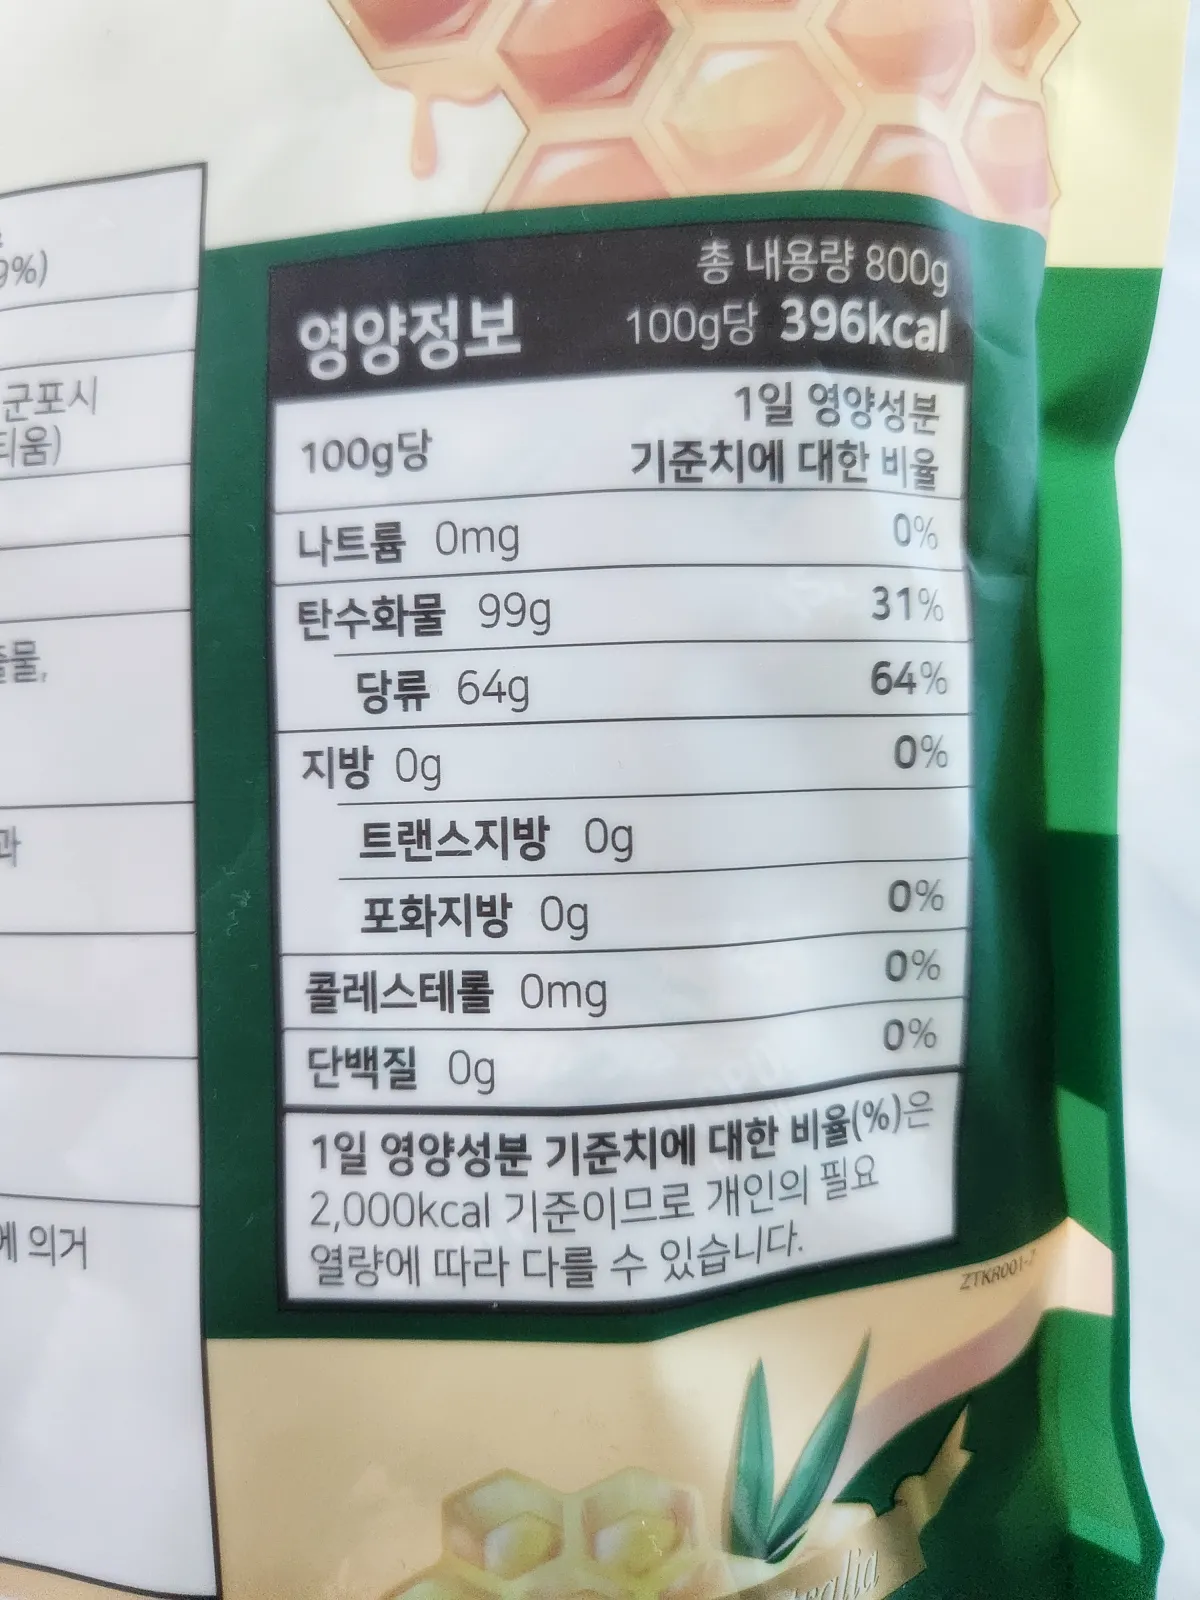 9%)
군포시
티움)
출물,
과
에 의거
총 내용량 800g
영양정보 100g당 396kcal
1일 영양성분
100g당 기준치에 대한 비율
나트륨 0mg 0%
탄수화물 99g 31%
당류 64g 64%
지방 0g 0%
트랜스지방 0g
포화지방 0g 0%
콜레스테롤 0mg 0%
단백질 0g 0%
1일 영양성분 기준치에 대한 비율(%)은
2,000kcal 기준이므로 개인의 필요
열량에 따라 다를 수 있습니다.
ZTKR001-7
tralia